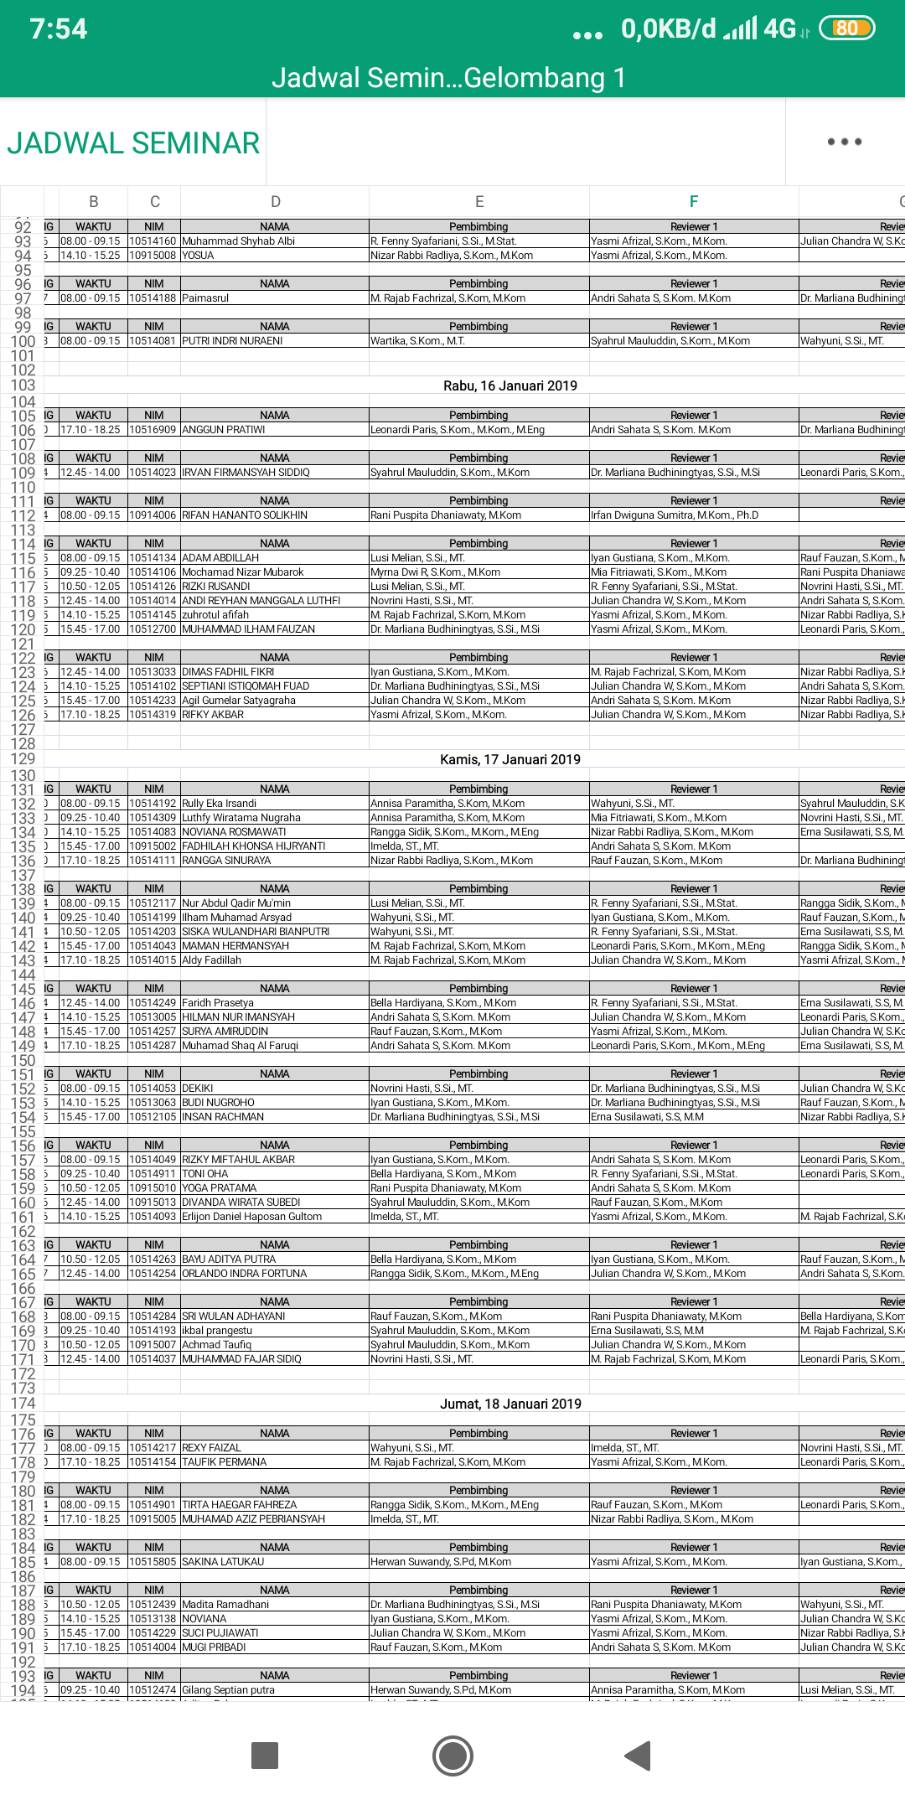 7:54 ... 0,0KB/d 4G 80
Jadwal Semin...Gelombang 1
JADWAL SEMINAR
B C D E F
92 IG WAKTU NIM NAMA Pembimbing Reviewer 1
93 08.00 - 09.15 10514160 Muhammad Shyhab Albi R. Fenny Syafariani, S.Si., M.Stat. Yasmi Afrizal, S.Kom., M.Kom. Julian Chandra W, S.Ko
94 14.10 - 15.25 10915008 YOSUA Nizar Rabbi Radliya, S.Kom., M.Kom Yasmi Afrizal, S.Kom., M.Kom.
95
96 IG WAKTU NIM NAMA Pembimbing Reviewer 1
97 08.00 - 09.15 10514188 Paimasrul M. Rajab Fachrizal, S.Kom, M.Kom Andri Sahata S, S.Kom. M.Kom Dr. Marliana Budhining
98
99 IG WAKTU NIM NAMA Pembimbing Reviewer 1
100 08.00 - 09.15 10514081 PUTRI INDRI NURAENI Wartika, S.Kom., M.T. Syahrul Mauluddin, S.Kom., M.Kom Wahyuni, S.Si., MT.
101
102
103 Rabu, 16 Januari 2019
104
105 IG WAKTU NIM NAMA Pembimbing Reviewer 1
106 17.10 - 18.25 10516909 ANGGUN PRATIWI Leonardi Paris, S.Kom., M.Kom., M.Eng Andri Sahata S, S.Kom. M.Kom Dr. Marliana Budhining
107
108 IG WAKTU NIM NAMA Pembimbing Reviewer 1
109 12.45 - 14.00 10514023 IRVAN FIRMANSYAH SIDDIQ Syahrul Mauluddin, S.Kom., M.Kom Dr. Marliana Budhiningtyas, S.Si., M.Si Leonardi Paris, S.Kom.,
110
111 IG WAKTU NIM NAMA Pembimbing Reviewer 1
112 08.00 - 09.15 10914006 RIFAN HANANTO SOLIKHIN Rani Puspita Dhaniawaty, M.Kom Irfan Dwiguna Sumitra, M.Kom., Ph.D
113
114 IG WAKTU NIM NAMA Pembimbing Reviewer 1
115 08.00 - 09.15 10514134 ADAM ABDILLAH Lusi Melian, S.Si., MT. Iyan Gustiana, S.Kom., M.Kom. Rauf Fauzan, S.Kom., M
116 09.25 - 10.40 10514106 Mochamad Nizar Mubarok Myrna Dwi R, S.Kom., M.Kom Mia Fitriawati, S.Kom., M.Kom Rani Puspita Dhaniawa
117 10.50 - 12.05 10514126 RIZKI RUSANDI Lusi Melian, S.Si., MT. R. Fenny Syafariani, S.Si., M.Stat. Novrini Hasti, S.Si., MT.
118 12.45 - 14.00 10514014 ANDI REYHAN MANGGALA LUTHFI Novrini Hasti, S.Si., MT. Julian Chandra W, S.Kom., M.Kom Andri Sahata S, S.Kom.
119 14.10 - 15.25 10514145 zuhrotul afifah M. Rajab Fachrizal, S.Kom, M.Kom Yasmi Afrizal, S.Kom., M.Kom. Nizar Rabbi Radliya, S.
120 15.45 - 17.00 10512700 MUHAMMAD ILHAM FAUZAN Dr. Marliana Budhiningtyas, S.Si., M.Si Yasmi Afrizal, S.Kom., M.Kom. Leonardi Paris, S.Kom.,
121
122 IG WAKTU NIM NAMA Pembimbing Reviewer 1
123 12.45 - 14.00 10513033 DIMAS FADHIL FIKRI Iyan Gustiana, S.Kom., M.Kom. M. Rajab Fachrizal, S.Kom, M.Kom Nizar Rabbi Radliya, S.
124 14.10 - 15.25 10514102 SEPTIANI ISTIQOMAH FUAD Dr. Marliana Budhiningtyas, S.Si., M.Si Julian Chandra W, S.Kom., M.Kom Andri Sahata S, S.Kom.
125 15.45 - 17.00 10514233 Agil Gumelar Satyagraha Julian Chandra W, S.Kom., M.Kom Andri Sahata S, S.Kom. M.Kom Nizar Rabbi Radliya, S.
126 17.10 - 18.25 10514319 RIFKY AKBAR Yasmi Afrizal, S.Kom., M.Kom. Julian Chandra W, S.Kom., M.Kom Nizar Rabbi Radliya, S.
127
128
129 Kamis, 17 Januari 2019
130
131 IG WAKTU NIM NAMA Pembimbing Reviewer 1
132 08.00 - 09.15 10514192 Rully Eka Irsandi Annisa Paramitha, S.Kom, M.Kom Wahyuni, S.Si., MT. Syahrul Mauluddin, S.K
133 09.25 - 10.40 10514309 Luthfy Wiratama Nugraha Annisa Paramitha, S.Kom, M.Kom Mia Fitriawati, S.Kom., M.Kom Novrini Hasti, S.Si., MT.
134 14.10 - 15.25 10514083 NOVIANA ROSMAWATI Rangga Sidik, S.Kom., M.Kom., M.Eng Nizar Rabbi Radliya, S.Kom., M.Kom Erna Susilawati, S.S, M
135 15.45 - 17.00 10915002 FADHILAH KHONSA HIJRYANTI Imelda, ST., MT. Andri Sahata S, S.Kom. M.Kom
136 17.10 - 18.25 10514111 RANGGA SINURAYA Nizar Rabbi Radliya, S.Kom., M.Kom Rauf Fauzan, S.Kom., M.Kom Dr. Marliana Budhining
137
138 IG WAKTU NIM NAMA Pembimbing Reviewer 1
139 08.00 - 09.15 10512117 Nur Abdul Qadir Mu'min Lusi Melian, S.Si., MT. R. Fenny Syafariani, S.Si., M.Stat. Rangga Sidik, S.Kom.,
140 09.25 - 10.40 10514199 Ilham Muhamad Arsyad Wahyuni, S.Si., MT. Iyan Gustiana, S.Kom., M.Kom. Rauf Fauzan, S.Kom.,
141 10.50 - 12.05 10514203 SISKA WULANDHARI BIANPUTRI Wahyuni, S.Si., MT. R. Fenny Syafariani, S.Si., M.Stat. Erna Susilawati, S.S, M.
142 15.45 - 17.00 10514043 MAMAN HERMANSYAH M. Rajab Fachrizal, S.Kom, M.Kom Leonardi Paris, S.Kom., M.Kom., M.Eng Rangga Sidik, S.Kom.,
143 17.10 - 18.25 10514015 Aldy Fadillah M. Rajab Fachrizal, S.Kom, M.Kom Julian Chandra W, S.Kom., M.Kom Yasmi Afrizal, S.Kom.,
144
145 IG WAKTU NIM NAMA Pembimbing Reviewer 1
146 12.45 - 14.00 10514249 Faridh Prasetya Bella Hardiyana, S.Kom., M.Kom R. Fenny Syafariani, S.Si., M.Stat. Erna Susilawati, S.S, M.
147 14.10 - 15.25 10513005 HILMAN NUR IMANSYAH Andri Sahata S, S.Kom. M.Kom Julian Chandra W, S.Kom., M.Kom Leonardi Paris, S.Kom.,
148 15.45 - 17.00 10514257 SURYA AMIRUDDIN Rauf Fauzan, S.Kom., M.Kom Yasmi Afrizal, S.Kom., M.Kom. Julian Chandra W, S.Ko
149 17.10 - 18.25 10514287 Muhamad Shaq Al Faruqi Andri Sahata S, S.Kom. M.Kom Leonardi Paris, S.Kom., M.Kom., M.Eng Erna Susilawati, S.S, M.
150
151 IG WAKTU NIM NAMA Pembimbing Reviewer 1
152 08.00 - 09.15 10514053 DEKIKI Novrini Hasti, S.Si., MT. Dr. Marliana Budhiningtyas, S.Si., M.Si Julian Chandra W, S.Ko
153 14.10 - 15.25 10513063 BUDI NUGROHO Iyan Gustiana, S.Kom., M.Kom. Dr. Marliana Budhiningtyas, S.Si., M.Si Rauf Fauzan, S.Kom., M
154 15.45 - 17.00 10512105 INSAN RACHMAN Dr. Marliana Budhiningtyas, S.Si., M.Si Erna Susilawati, S.S, M.M Nizar Rabbi Radliya, S.
155
156 IG WAKTU NIM NAMA Pembimbing Reviewer 1
157 08.00 - 09.15 10514049 RIZKY MIFTAHUL AKBAR Iyan Gustiana, S.Kom., M.Kom. Andri Sahata S, S.Kom. M.Kom Leonardi Paris, S.Kom.,
158 09.25 - 10.40 10514911 TONI OHA Bella Hardiyana, S.Kom., M.Kom R. Fenny Syafariani, S.Si., M.Stat. Leonardi Paris, S.Kom.,
159 10.50 - 12.05 10915010 YOGA PRATAMA Rani Puspita Dhaniawaty, M.Kom Andri Sahata S, S.Kom. M.Kom
160 12.45 - 14.00 10915013 DIVANDA WIRATA SUBEDI Syahrul Mauluddin, S.Kom., M.Kom Rauf Fauzan, S.Kom., M.Kom
161 14.10 - 15.25 10514093 Erlijon Daniel Haposan Gultom Imelda, ST., MT. Yasmi Afrizal, S.Kom., M.Kom. M. Rajab Fachrizal, S.K
162
163 IG WAKTU NIM NAMA Pembimbing Reviewer 1
164 10.50 - 12.05 10514263 BAYU ADITYA PUTRA Bella Hardiyana, S.Kom., M.Kom Iyan Gustiana, S.Kom., M.Kom. Rauf Fauzan, S.Kom., M
165 12.45 - 14.00 10514254 ORLANDO INDRA FORTUNA Rangga Sidik, S.Kom., M.Kom., M.Eng Julian Chandra W, S.Kom., M.Kom Andri Sahata S, S.Kom.
166
167 IG WAKTU NIM NAMA Pembimbing Reviewer 1
168 08.00 - 09.15 10514284 SRI WULAN ADHAYANI Rauf Fauzan, S.Kom., M.Kom Rani Puspita Dhaniawaty, M.Kom Bella Hardiyana, S.Kom
169 09.25 - 10.40 10514193 ikbal prangestu Syahrul Mauluddin, S.Kom., M.Kom Erna Susilawati, S.S, M.M M. Rajab Fachrizal, S.K
170 10.50 - 12.05 10915007 Achmad Taufiq Syahrul Mauluddin, S.Kom., M.Kom Julian Chandra W, S.Kom., M.Kom
171 12.45 - 14.00 10514037 MUHAMMAD FAJAR SIDIQ Novrini Hasti, S.Si., MT. M. Rajab Fachrizal, S.Kom, M.Kom Leonardi Paris, S.Kom.,
172
173
174 Jumat, 18 Januari 2019
175
176 IG WAKTU NIM NAMA Pembimbing Reviewer 1
177 08.00 - 09.15 10514217 REXY FAIZAL Wahyuni, S.Si., MT. Imelda, ST., MT. Novrini Hasti, S.Si., MT.
178 17.10 - 18.25 10514154 TAUFIK PERMANA M. Rajab Fachrizal, S.Kom, M.Kom Yasmi Afrizal, S.Kom., M.Kom. Leonardi Paris, S.Kom.,
179
180 IG WAKTU NIM NAMA Pembimbing Reviewer 1
181 08.00 - 09.15 10514901 TIRTA HAEGAR FAHREZA Rangga Sidik, S.Kom., M.Kom., M.Eng Rauf Fauzan, S.Kom., M.Kom Leonardi Paris, S.Kom.,
182 17.10 - 18.25 10915005 MUHAMAD AZIZ PEBRIANSYAH Imelda, ST., MT. Nizar Rabbi Radliya, S.Kom., M.Kom
183
184 IG WAKTU NIM NAMA Pembimbing Reviewer 1
185 08.00 - 09.15 10515805 SAKINA LATUKAU Herwan Suwandy, S.Pd, M.Kom Yasmi Afrizal, S.Kom., M.Kom. Iyan Gustiana, S.Kom.,
186
187 IG WAKTU NIM NAMA Pembimbing Reviewer 1
188 10.50 - 12.05 10512439 Madita Ramadhani Dr. Marliana Budhiningtyas, S.Si., M.Si Rani Puspita Dhaniawaty, M.Kom Wahyuni, S.Si., MT.
189 14.10 - 15.25 10513138 NOVIANA Iyan Gustiana, S.Kom., M.Kom. Yasmi Afrizal, S.Kom., M.Kom. Julian Chandra W, S.Ko
190 15.45 - 17.00 10514229 SUCI PUJIAWATI Julian Chandra W, S.Kom., M.Kom Yasmi Afrizal, S.Kom., M.Kom. Nizar Rabbi Radliya, S.
191 17.10 - 18.25 10514004 MUGI PRIBADI Rauf Fauzan, S.Kom., M.Kom Andri Sahata S, S.Kom. M.Kom Julian Chandra W, S.Ko
192
193 IG WAKTU NIM NAMA Pembimbing Reviewer 1
194 09.25 - 10.40 10512474 Gilang Septian putra Herwan Suwandy, S.Pd, M.Kom Annisa Paramitha, S.Kom, M.Kom Lusi Melian, S.Si., MT.